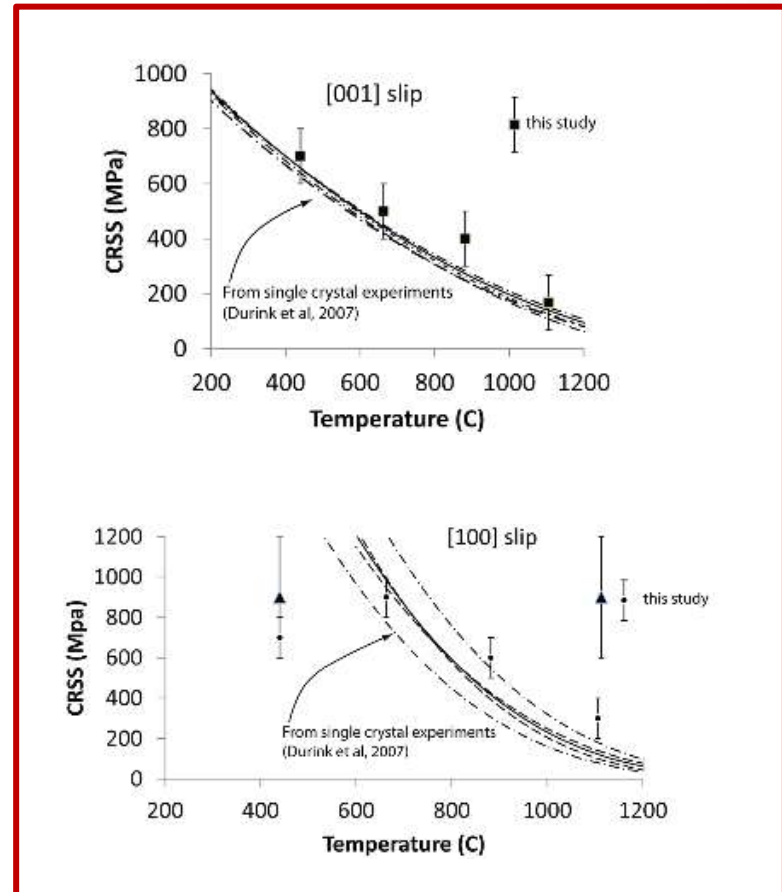 1000
[001] slip
800
this study
600
400
200
0
From single crystal experiments
(Durink et al, 2007)
CRSS (MPa)
200 400 600 800 1000 1200
Temperature (C)
1200
[100] slip
1000
800
this study
600
400
200
0
From single crystal experiments
(Durink et al, 2007)
CRSS (Mpa)
200 400 600 800 1000 1200
Temperature (C)